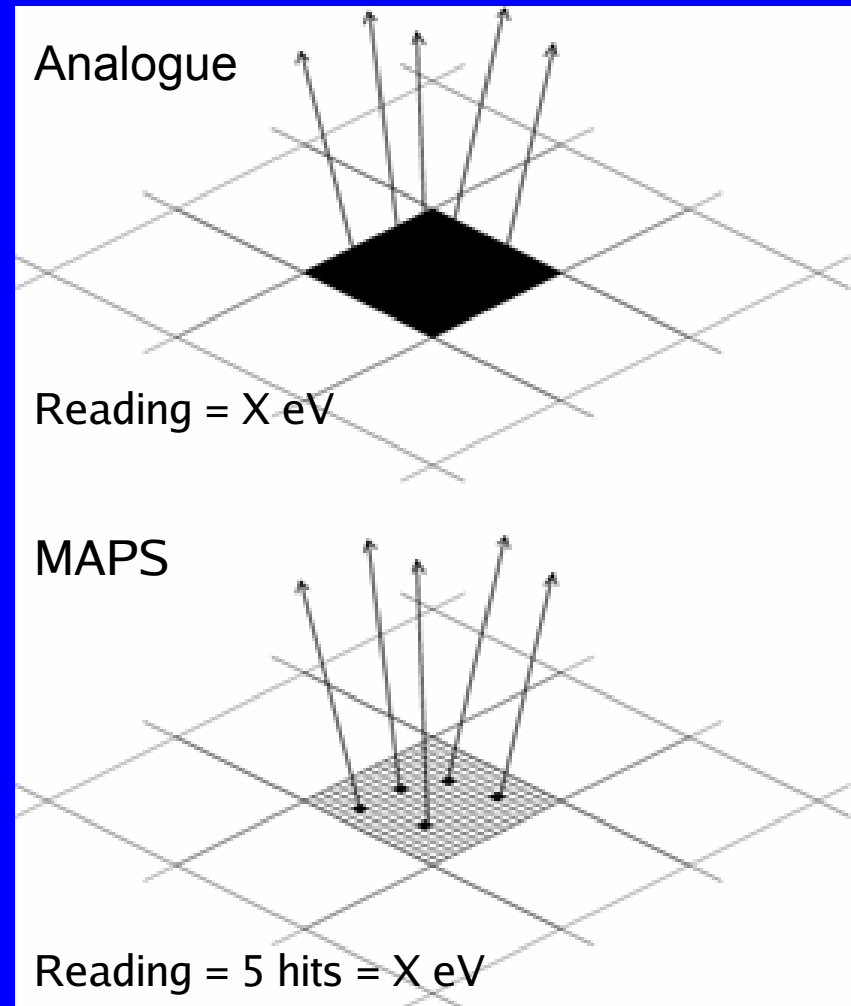 Analogue
Reading = X eV
MAPS
Reading = 5 hits = X eV